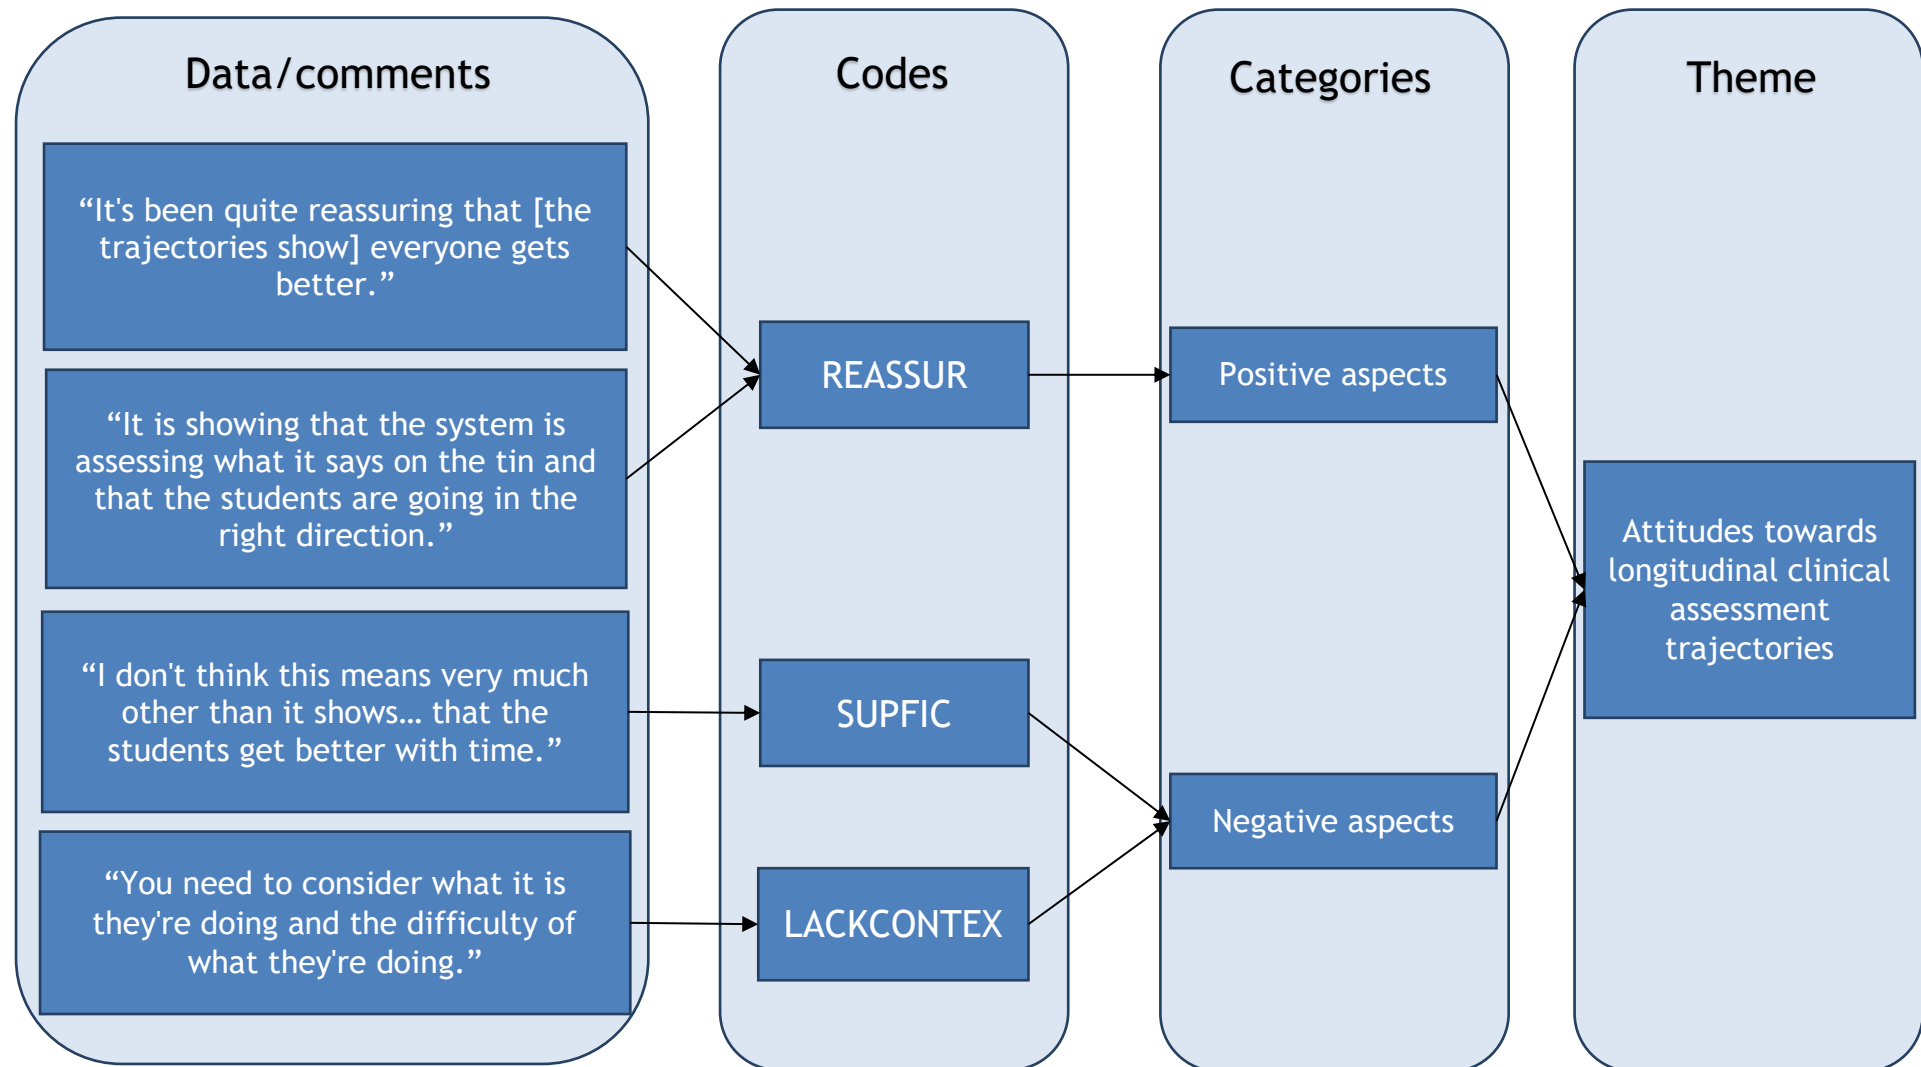 Data/comments
“It's been quite reassuring that [the
trajectories show] everyone gets
better.”
“It is showing that the system is
assessing what it says on the tin and
that the students are going in the
right direction.”
“I don't think this means very much
other than it shows… that the
students get better with time.”
“You need to consider what it is
they're doing and the difficulty of
what they're doing.”
Codes
REASSUR
SUPFIC
LACKCONTEX
Categories
Positive aspects
Negative aspects
Theme
Attitudes towards
longitudinal clinical
assessment
trajectories